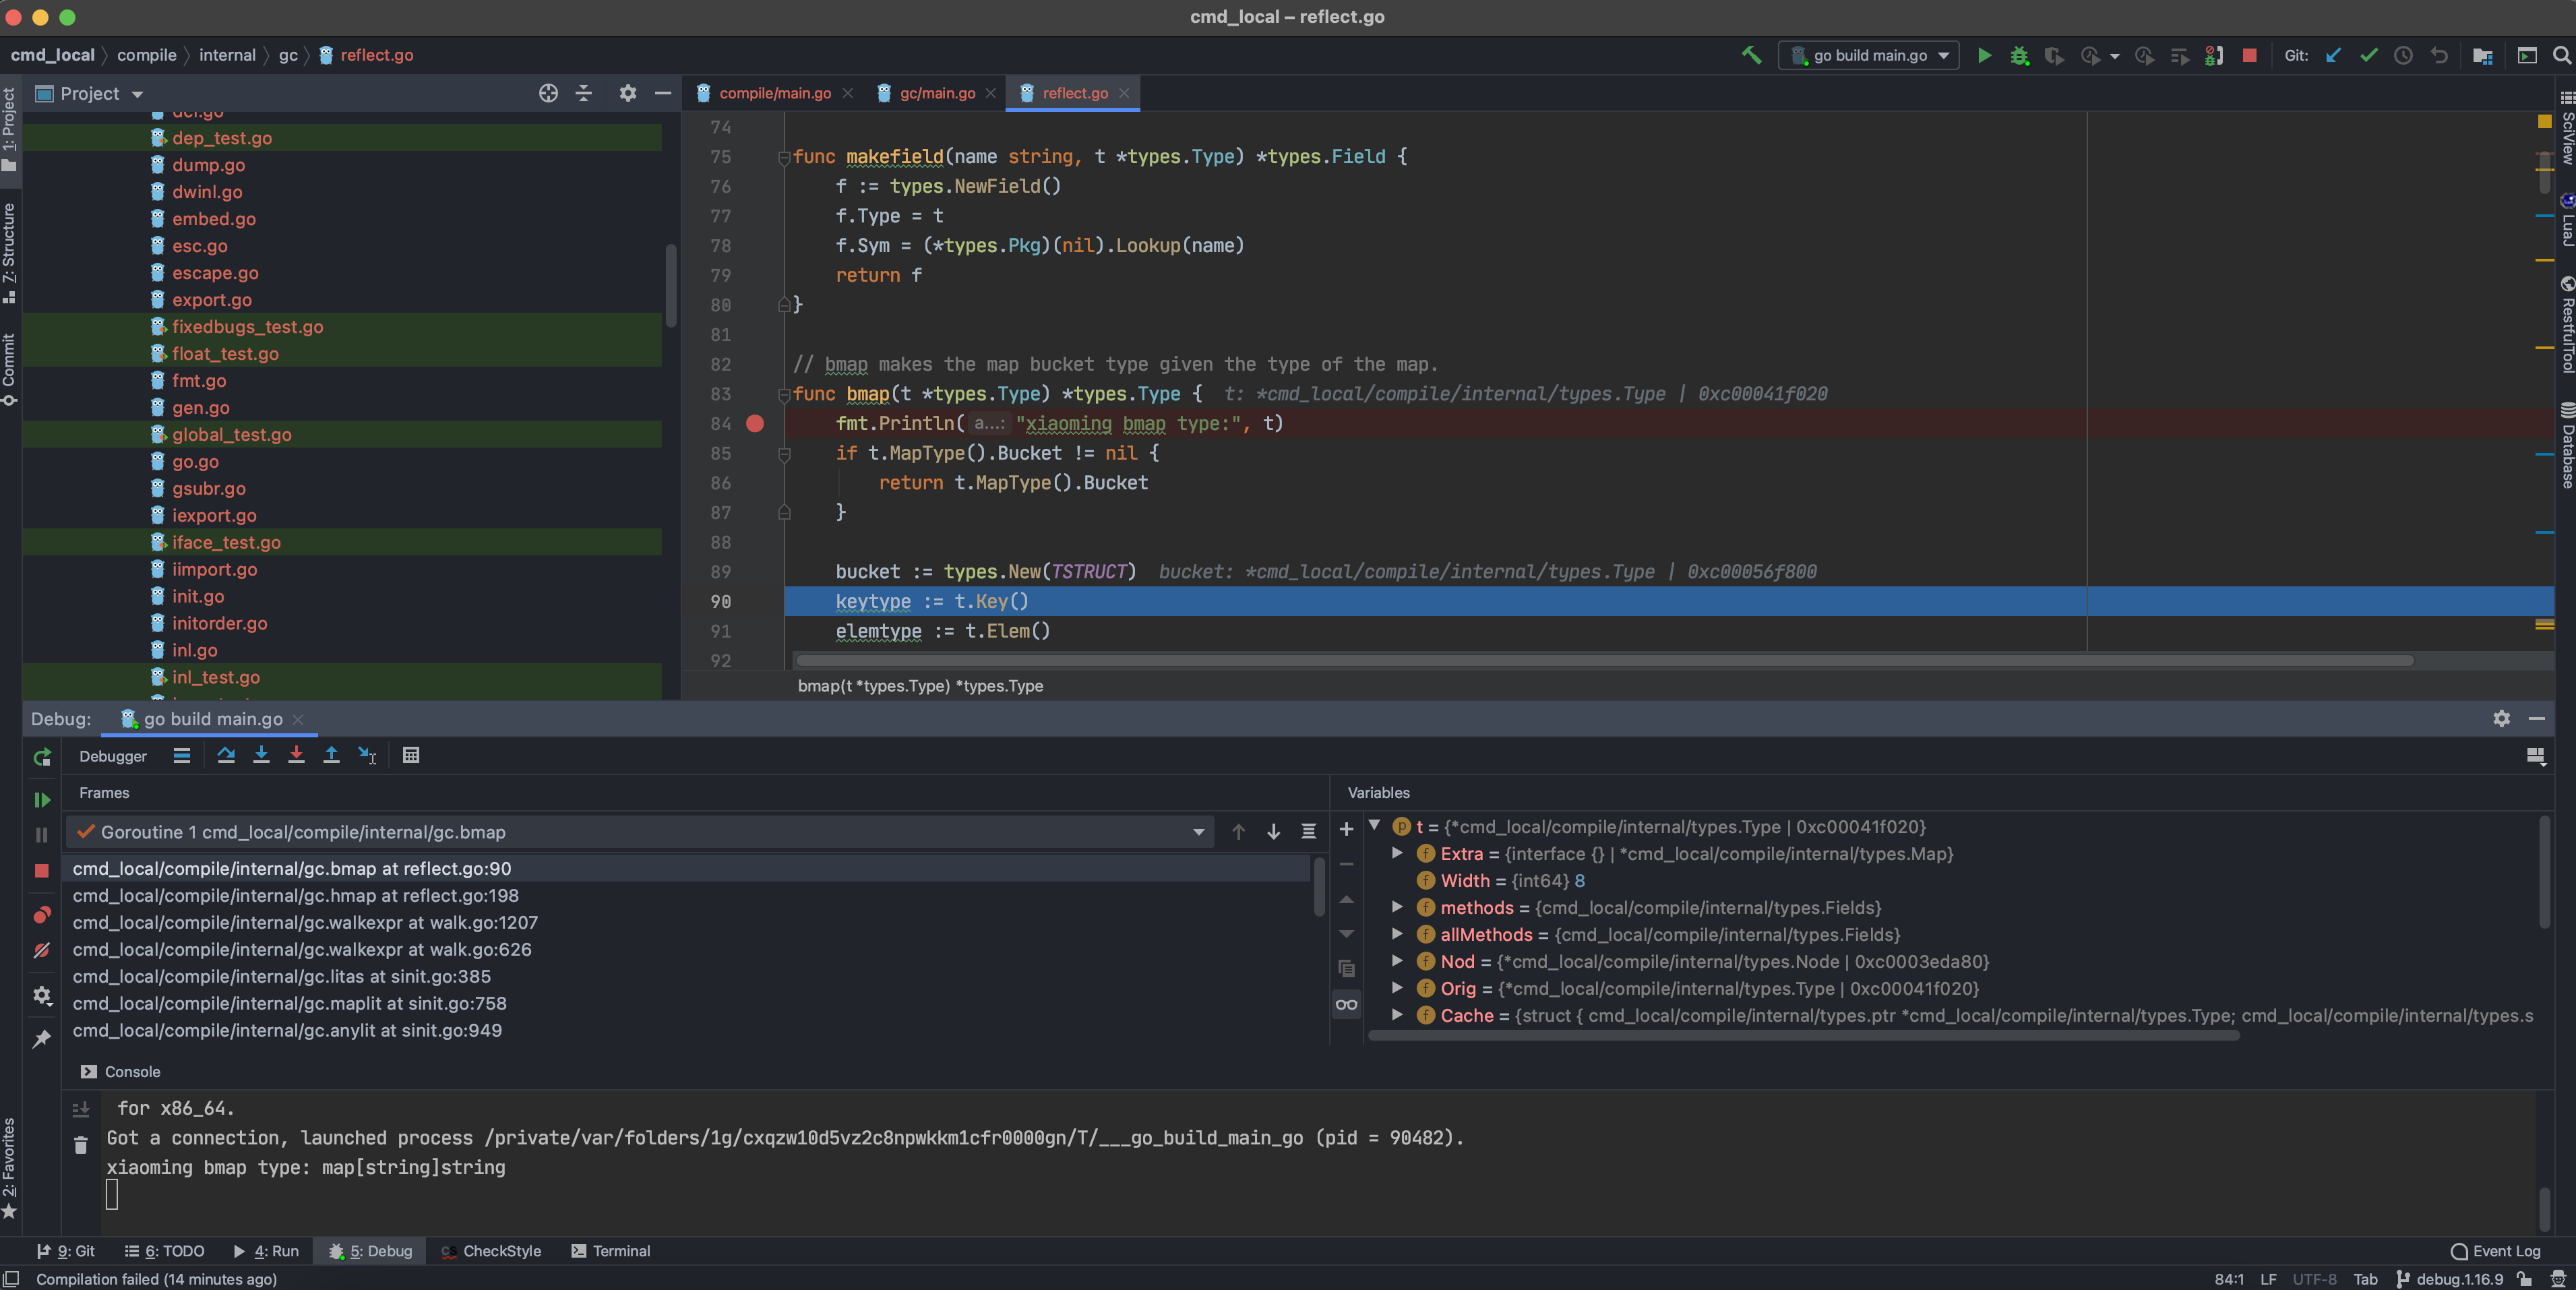 cmd_local – reflect.go
cmd_local compile internal gc reflect.go
go build main.go Git:
1: Project
7: Structure
Commit
2: Favorites
Project
dcl.go
dep_test.go
dump.go
dwinl.go
embed.go
esc.go
escape.go
export.go
fixedbugs_test.go
float_test.go
fmt.go
gen.go
global_test.go
go.go
gsubr.go
iexport.go
iface_test.go
iimport.go
init.go
initorder.go
inl.go
inl_test.go
compile/main.go gc/main.go reflect.go
74
75 func makefield(name string, t *types.Type) *types.Field {
76 f := types.NewField()
77 f.Type = t
78 f.Sym = (*types.Pkg)(nil).Lookup(name)
79 return f
80 }
81
82 // bmap makes the map bucket type given the type of the map.
83 func bmap(t *types.Type) *types.Type { t: *cmd_local/compile/internal/types.Type | 0xc00041f020
84 fmt.Println( a...: "xiaoming bmap type:", t)
85 if t.MapType().Bucket != nil {
86 return t.MapType().Bucket
87 }
88
89 bucket := types.New(TSTRUCT) bucket: *cmd_local/compile/internal/types.Type | 0xc00056f800
90 keytype := t.Key()
91 elemtype := t.Elem()
92
bmap(t *types.Type) *types.Type
SciView
LuaJ
RestfulTool
Database
Debug: go build main.go
Debugger
Frames
Goroutine 1 cmd_local/compile/internal/gc.bmap
cmd_local/compile/internal/gc.bmap at reflect.go:90
cmd_local/compile/internal/gc.hmap at reflect.go:198
cmd_local/compile/internal/gc.walkexpr at walk.go:1207
cmd_local/compile/internal/gc.walkexpr at walk.go:626
cmd_local/compile/internal/gc.litas at sinit.go:385
cmd_local/compile/internal/gc.maplit at sinit.go:758
cmd_local/compile/internal/gc.anylit at sinit.go:949
Variables
p t = {*cmd_local/compile/internal/types.Type | 0xc00041f020}
f Extra = {interface {} | *cmd_local/compile/internal/types.Map}
f Width = {int64} 8
f methods = {cmd_local/compile/internal/types.Fields}
f allMethods = {cmd_local/compile/internal/types.Fields}
f Nod = {*cmd_local/compile/internal/types.Node | 0xc0003eda80}
f Orig = {*cmd_local/compile/internal/types.Type | 0xc00041f020}
f Cache = {struct { cmd_local/compile/internal/types.ptr *cmd_local/compile/internal/types.Type; cmd_local/compile/internal/types.s
Console
for x86_64.
Got a connection, launched process /private/var/folders/1g/cxqzw10d5vz2c8npwkkm1cfr0000gn/T/___go_build_main_go (pid = 90482).
xiaoming bmap type: map[string]string
9: Git 6: TODO 4: Run 5: Debug CS CheckStyle Terminal Event Log
Compilation failed (14 minutes ago) 84:1 LF UTF-8 Tab debug.1.16.9